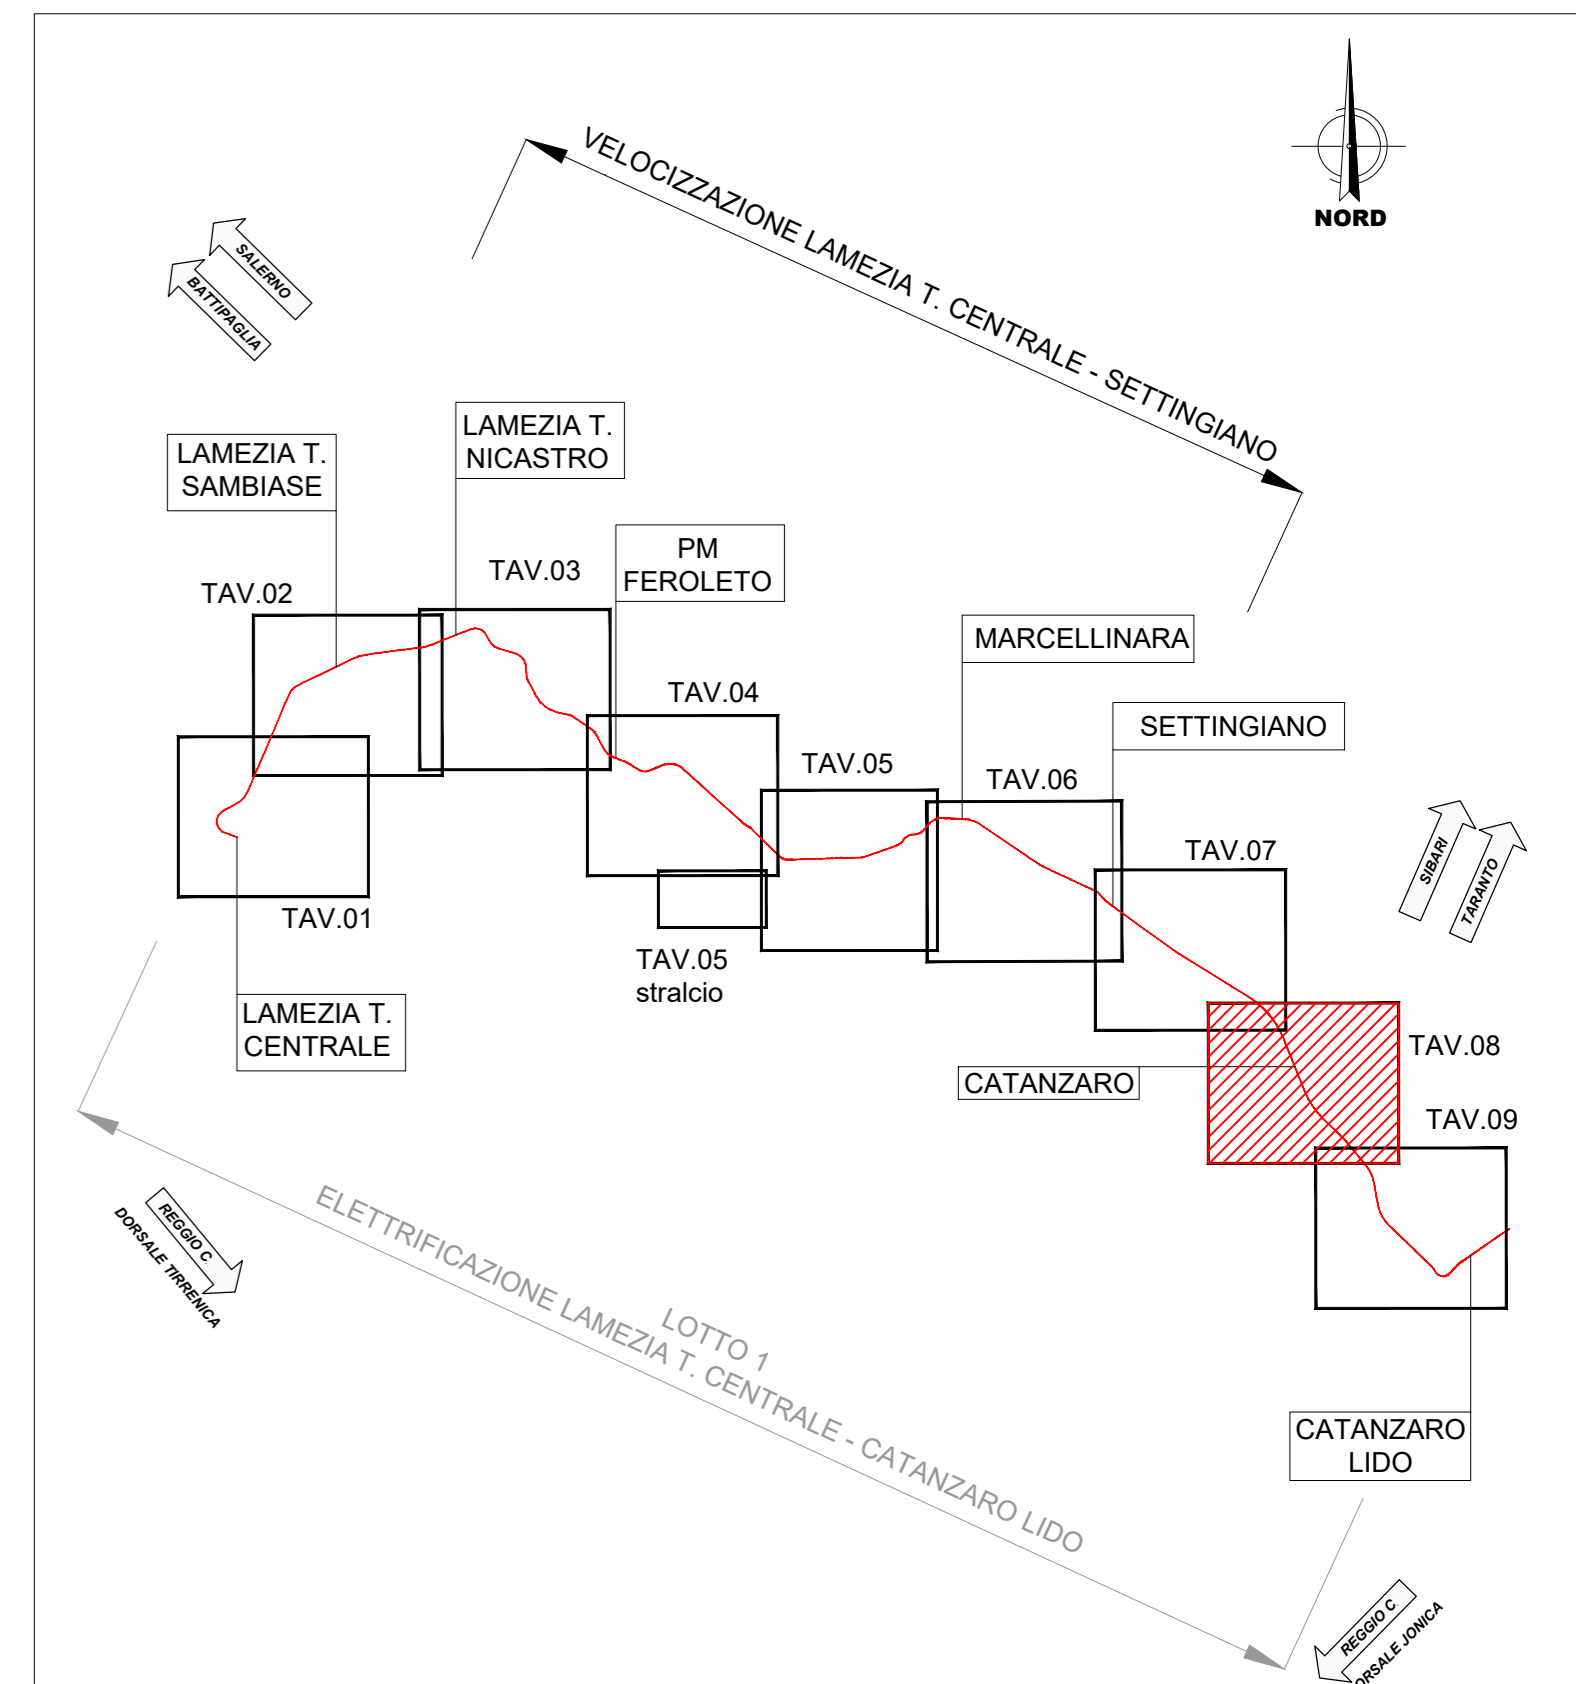 NORD
VELOCIZZAZIONE LAMEZIA T. CENTRALE - SETTINGIANO
SALERNO
BATTIPAGLIA
LAMEZIA T.
NICASTRO
LAMEZIA T.
SAMBIASE
PM
FEROLETO
TAV.03
TAV.02
MARCELLINARA
TAV.04
SETTINGIANO
TAV.05
TAV.06
TAV.07
SIBARI
TARANTO
TAV.01
TAV.05
stralcio
LAMEZIA T.
CENTRALE
TAV.08
CATANZARO
TAV.09
REGGIO C.
DORSALE TIRRENICA
LOTTO 1
ELETTRIFICAZIONE LAMEZIA T. CENTRALE - CATANZARO LIDO
CATANZARO
LIDO
REGGIO C.
ORSALE JONICA